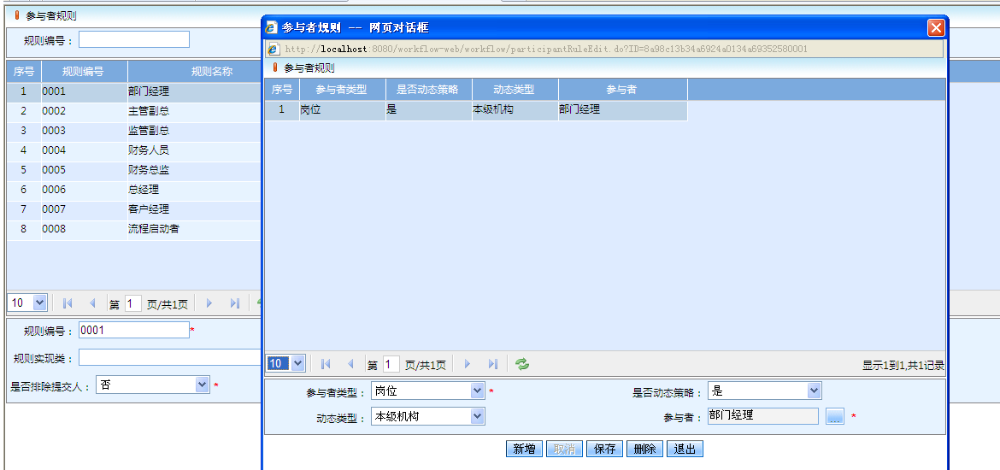 参与者规则
规则编号：
序号 规则编号 规则名称
1 0001 部门经理
2 0002 主管副总
3 0003 监管副总
4 0004 财务人员
5 0005 财务总监
6 0006 总经理
7 0007 客户经理
8 0008 流程启动者
10 第 1 页/共1页
规则编号： 0001 *
规则实现类：
是否排除提交人： 否 *
参与者规则 -- 网页对话框
http://localhost:8080/workflow-web/workflow/participantRuleEdit.do?ID=8a98c13b34a6924a0134a69352580001
参与者规则
序号 参与者类型 是否动态策略 动态类型 参与者
1 岗位 是 本级机构 部门经理
10 第 1 页/共1页 显示1到1,共1记录
参与者类型： 岗位 * 是否动态策略： 是
动态类型： 本级机构 参与者： 部门经理 ... *
新增 取消 保存 删除 退出